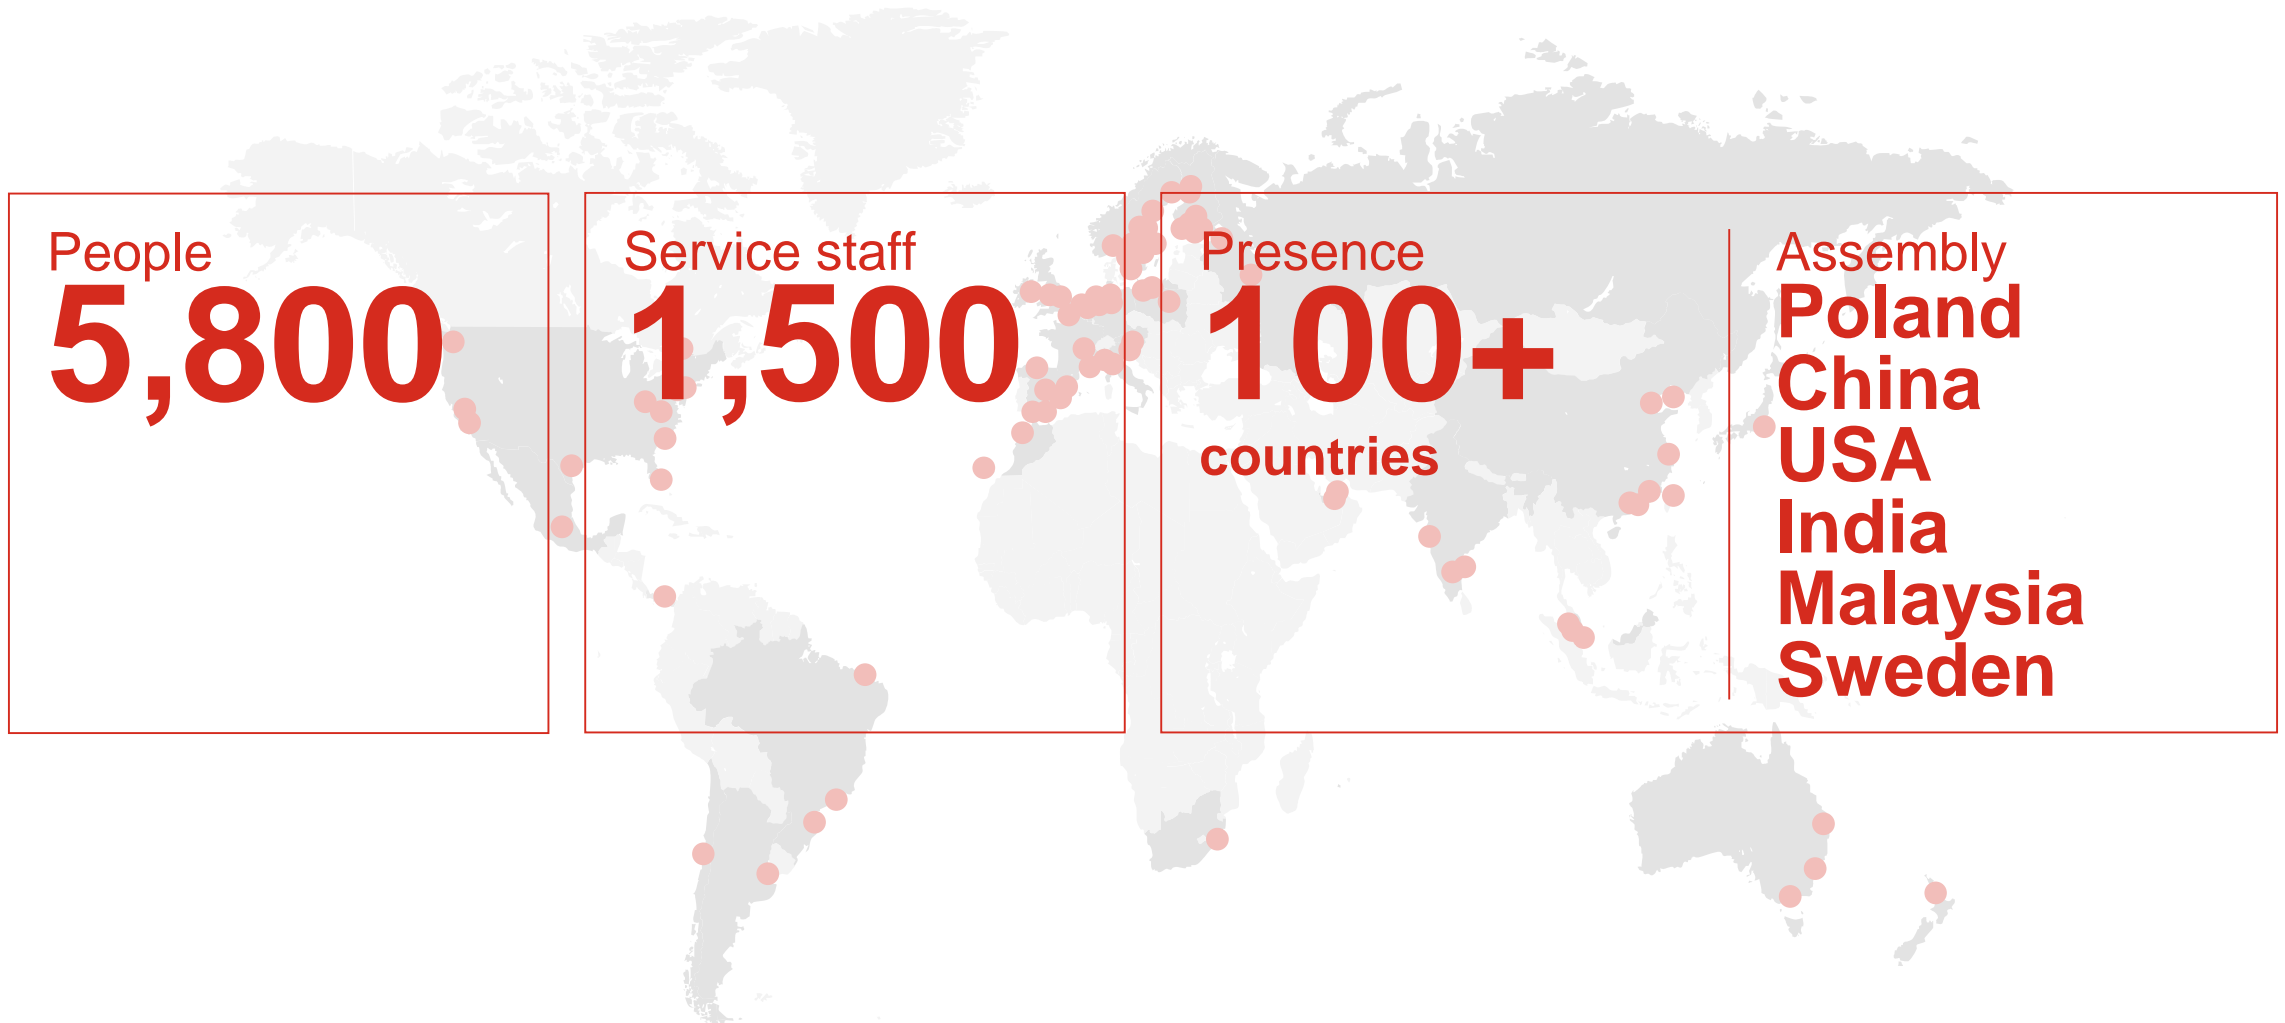 People
5,800
Service staff
1,500
Presence
100+
countries
Assembly
Poland
China
USA
India
Malaysia
Sweden